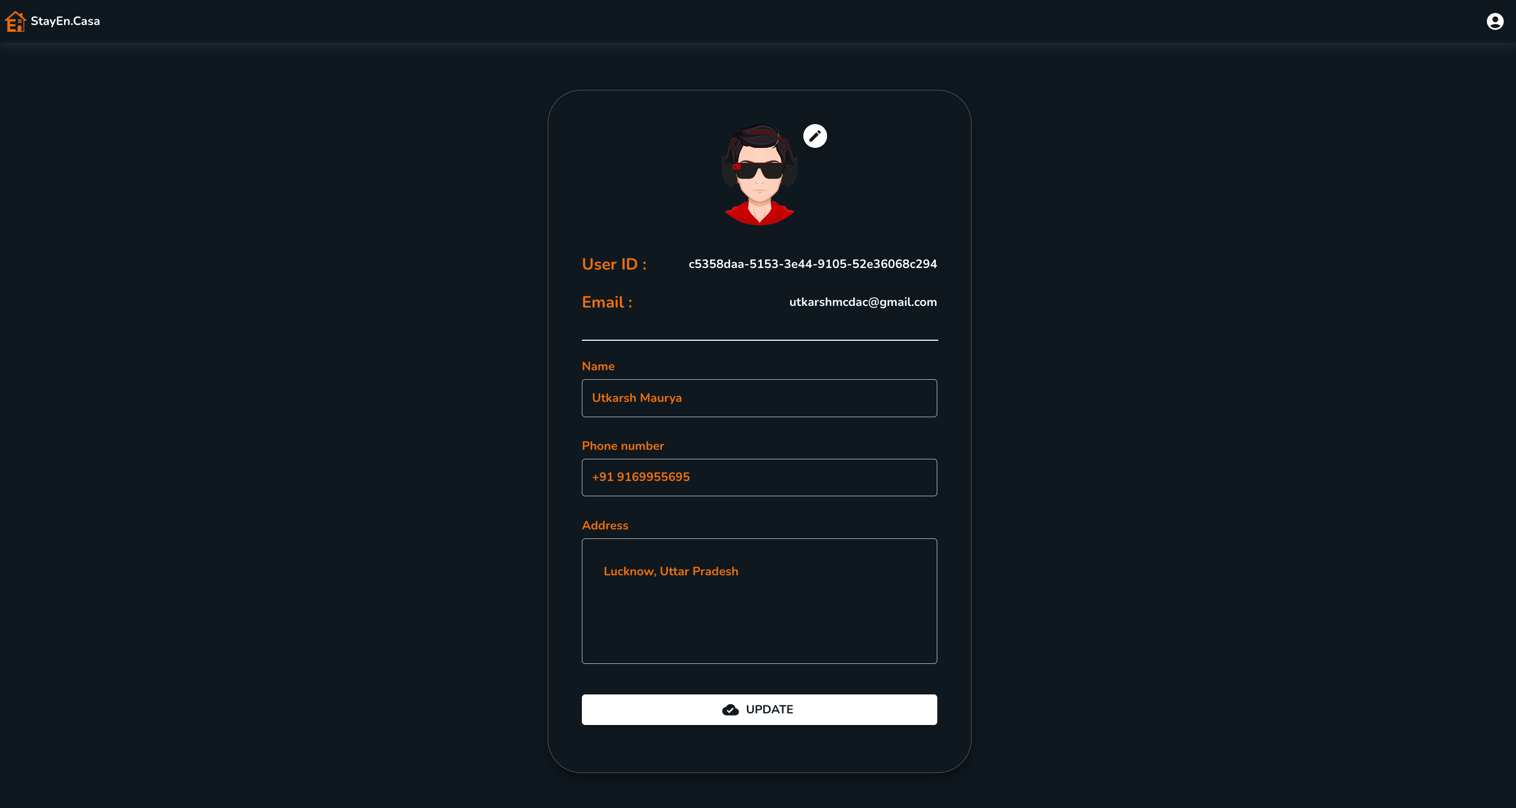 StayEn.Casa
User ID : c5358daa-5153-3e44-9105-52e36068c294
Email : utkarshmcdac@gmail.com
Name
Utkarsh Maurya
Phone number
+91 9169955695
Address
Lucknow, Uttar Pradesh
UPDATE